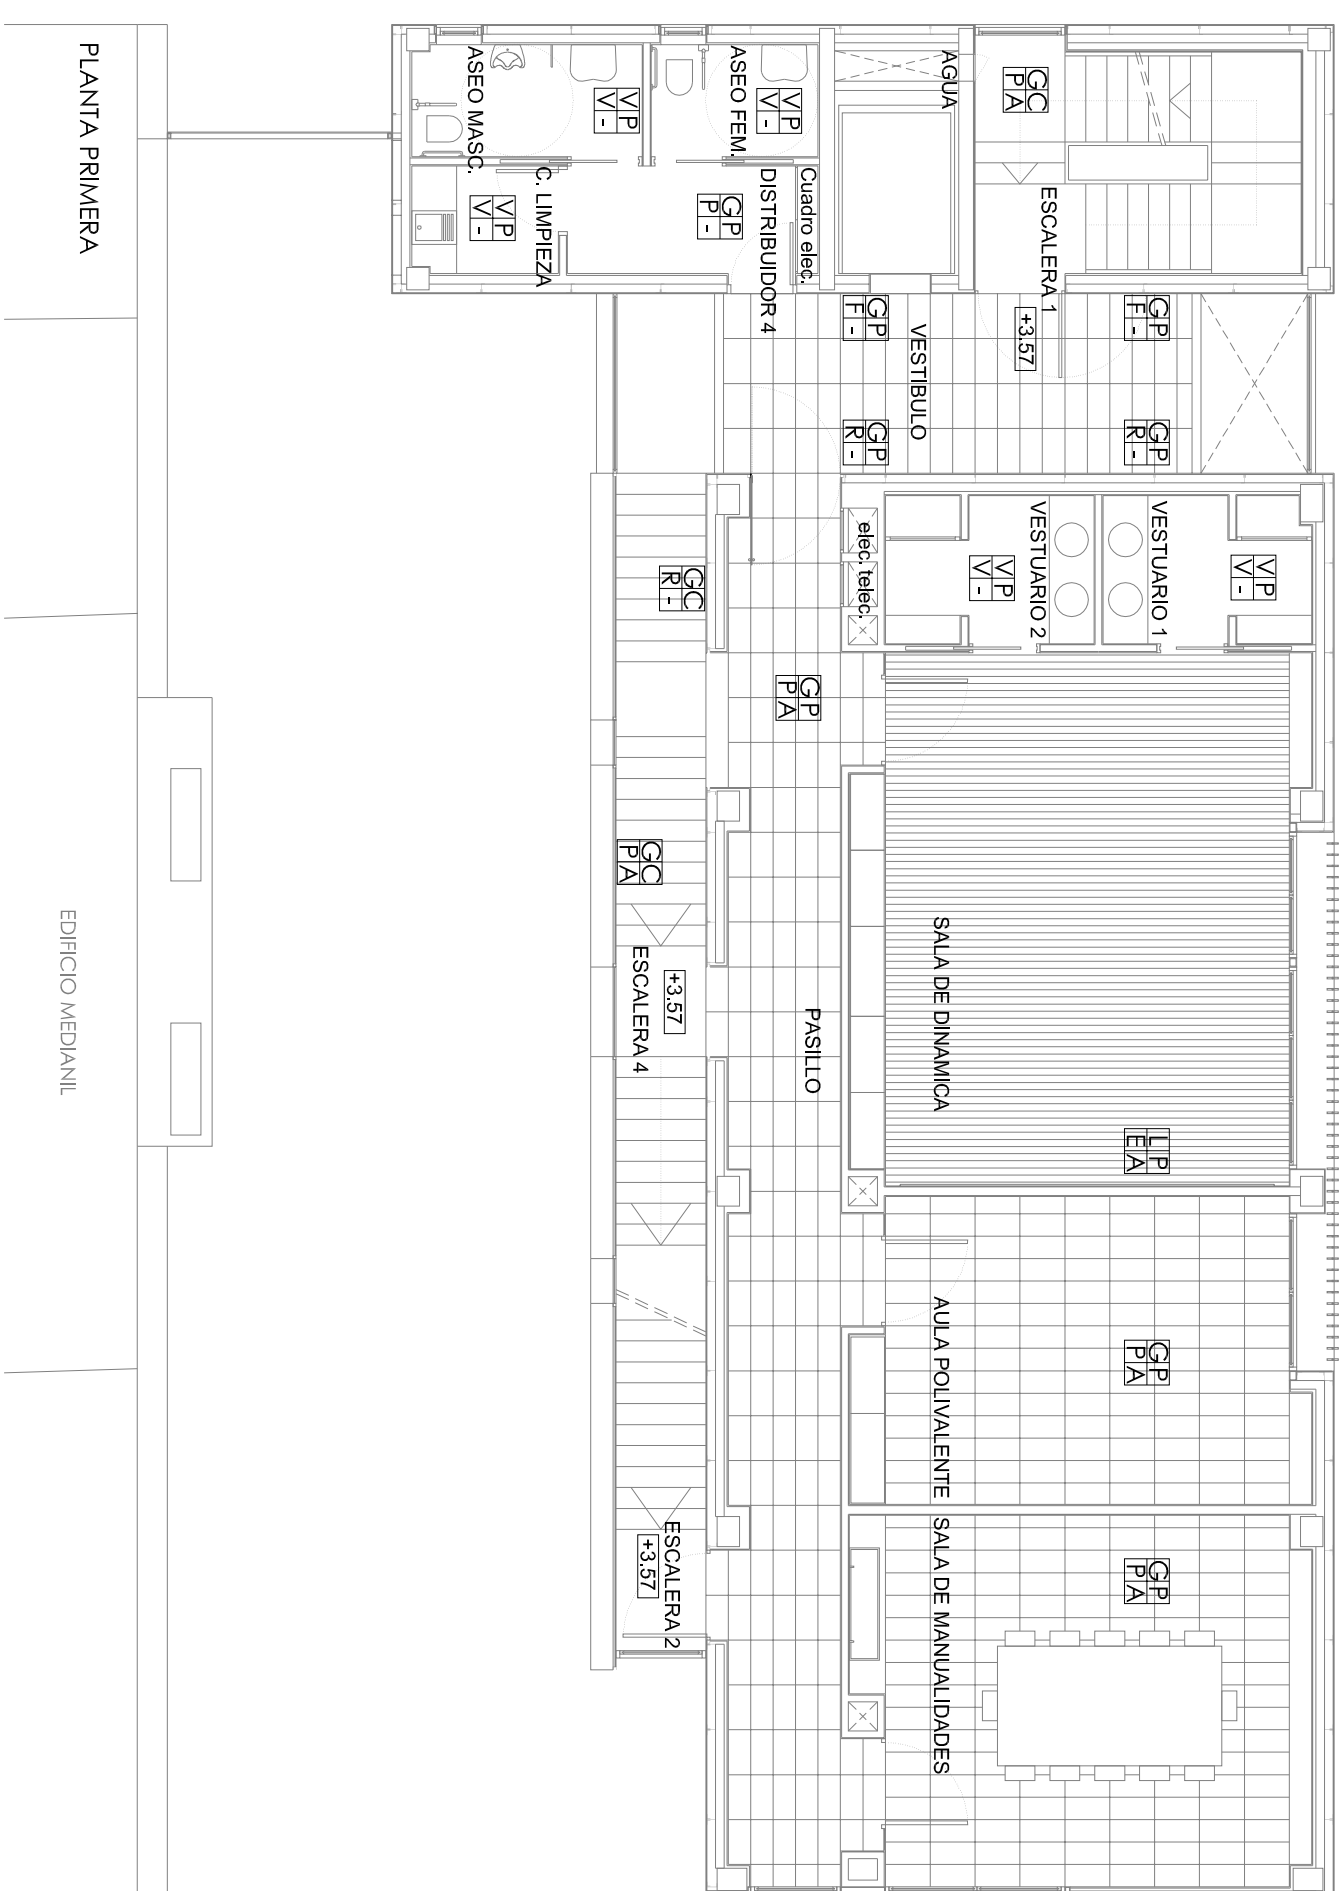 PLANTA PRIMERA
EDIFICIO MEDIANIL
ASEO MASC.
VP
V-
ASEO FEM.
VP
V-
C. LIMPIEZA
VP
V-
DISTRIBUIDOR 4
GP
P-
Cuadro elec.
AGUA
GC
PA
ESCALERA 1
+3.57
VESTIBULO
GP
F-
GP
F-
GP
R-
GP
R-
elec. telec.
VESTUARIO 2
VP
V-
VESTUARIO 1
VP
V-
GC
R-
GP
PA
GC
PA
ESCALERA 4
+3.57
PASILLO
SALA DE DINAMICA
LP
EA
AULA POLIVALENTE
GP
PA
ESCALERA 2
+3.57
SALA DE MANUALIDADES
GP
PA